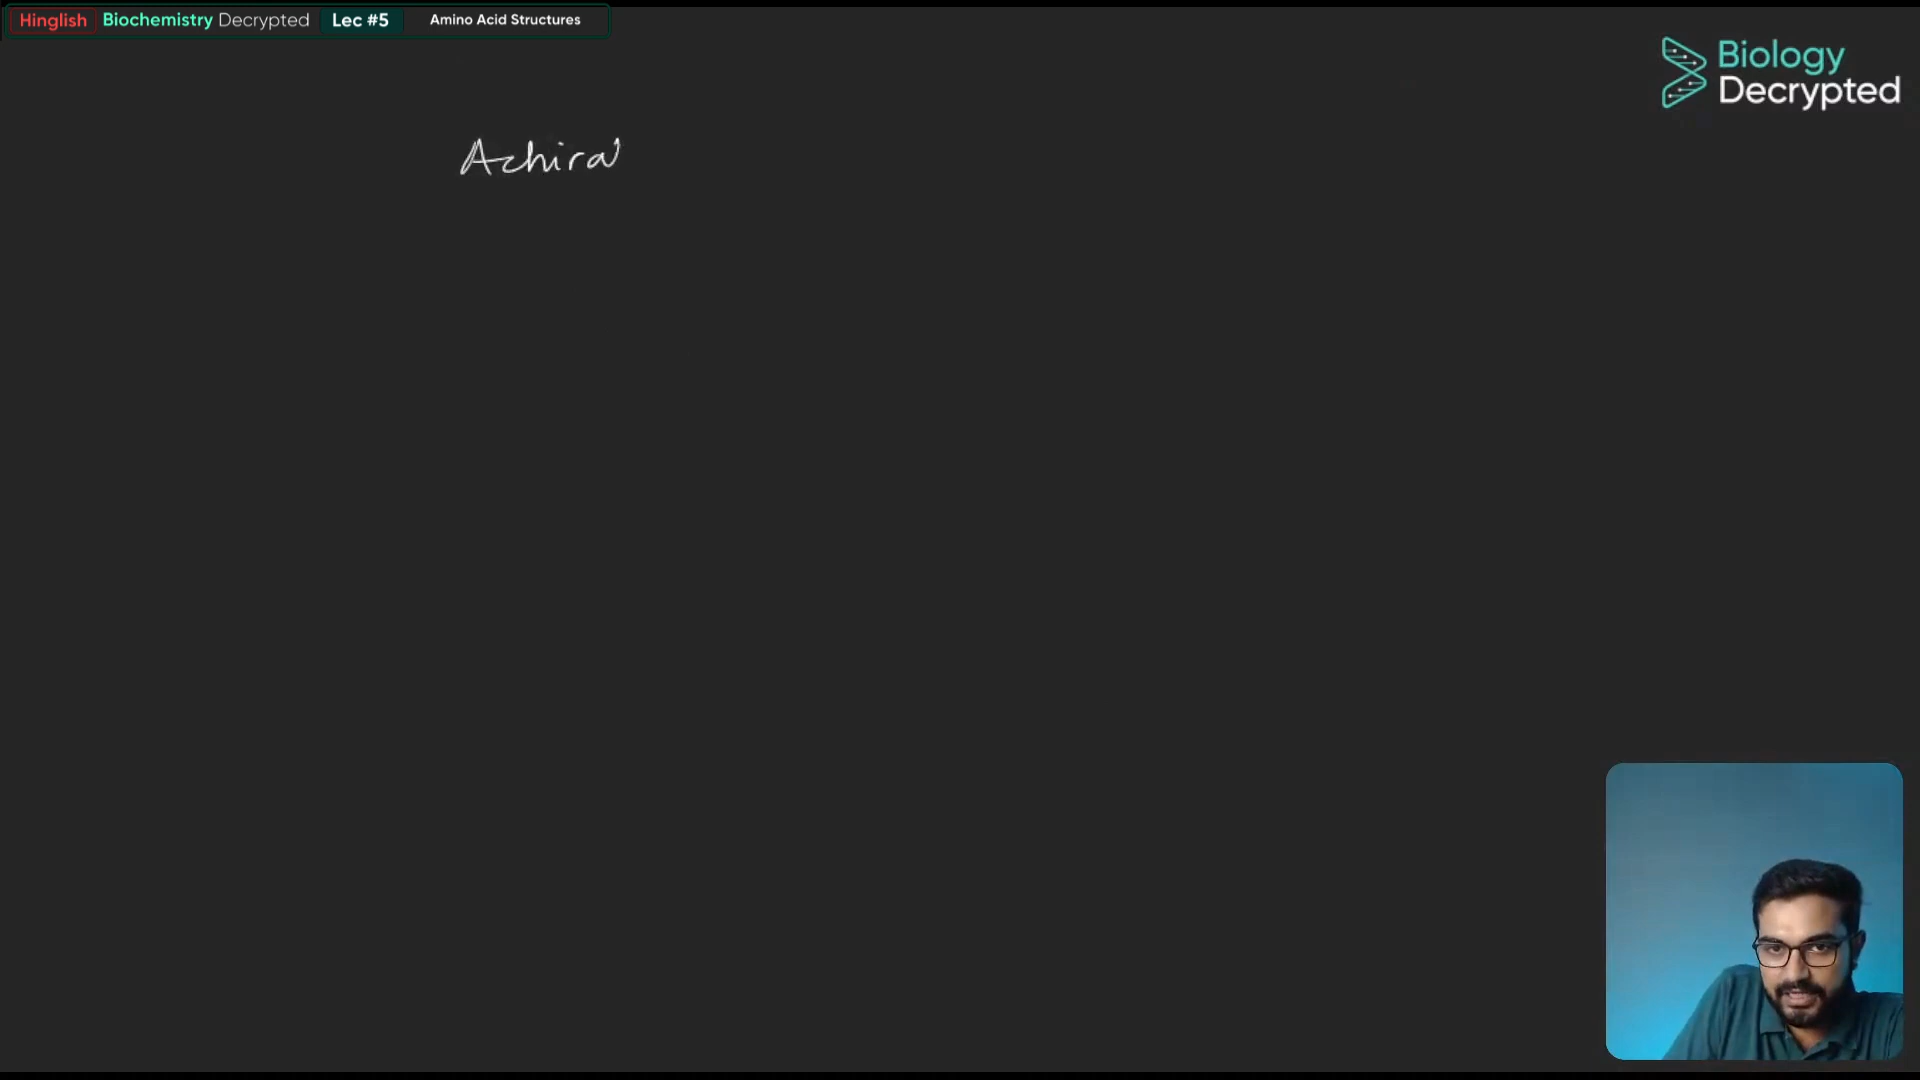 Hinglish Biochemistry Decrypted Lec #5 Amino Acid Structures
Biology
Decrypted
Achiral